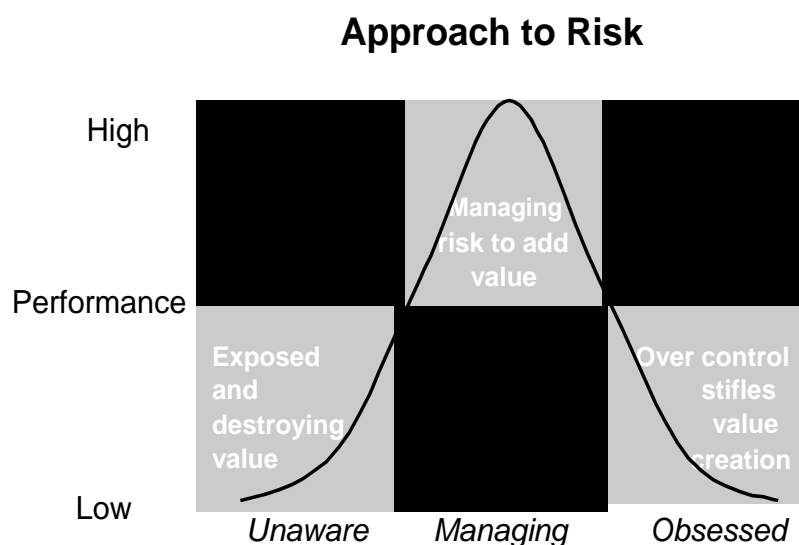 Approach to Risk
High
Managing
risk to add
value
Performance
Exposed
and
destroying
value
Over control
stifles
value
creation
Low
Unaware
Managing
Obsessed